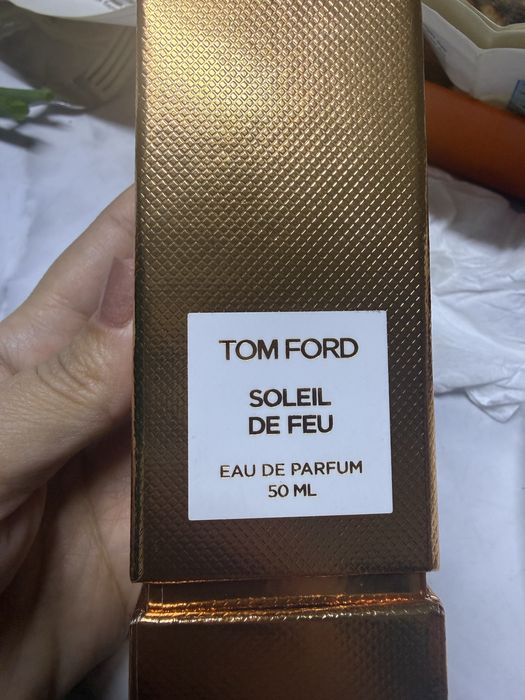 TOM FORD
SOLEIL
DE FEU
EAU DE PARFUM
50 ML